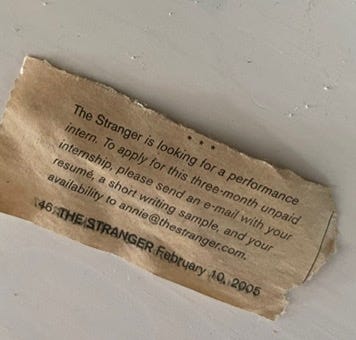 • • •
The Stranger is looking for a performance
intern. To apply for this three-month unpaid
internship, please send an e-mail with your
resumé, a short writing sample, and your
availability to annie@thestranger.com.
46 THE STRANGER February 10, 2005